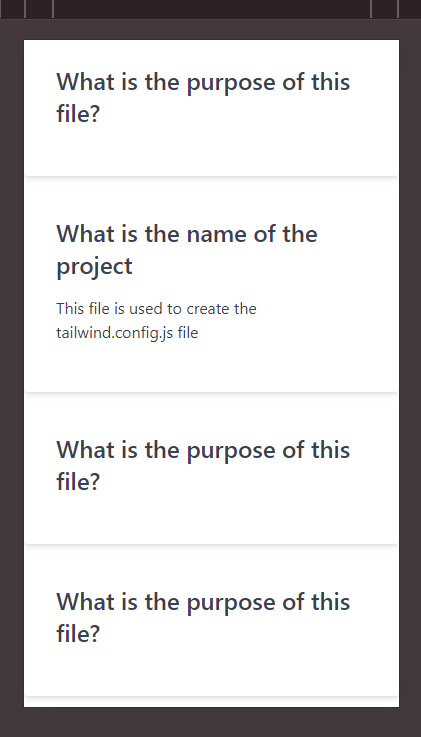 What is the purpose of this
file?
What is the name of the
project
This file is used to create the
tailwind.config.js file
What is the purpose of this
file?
What is the purpose of this
file?